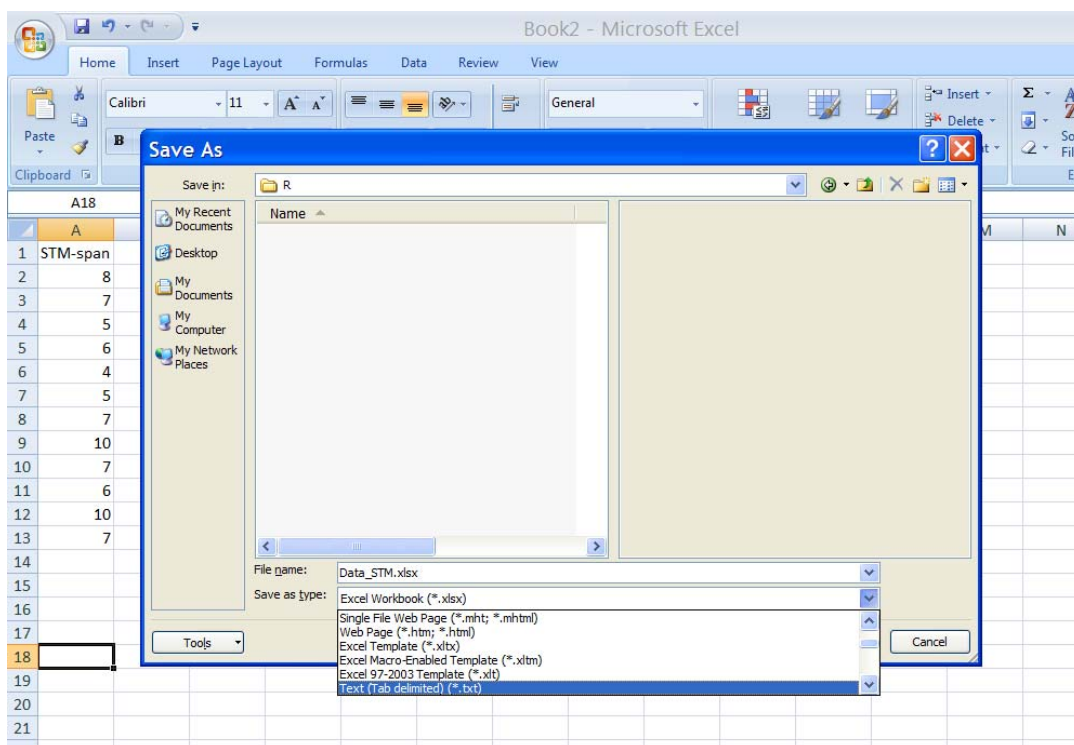 Book2 - Microsoft Excel
Home Insert Page Layout Formulas Data Review View
Calibri 11 A A General Insert Σ
Delete
Paste B
Clipboard
A18
A M N
Save As
Save in: R
My Recent
Documents
Desktop
My
Documents
My
Computer
My Network
Places
Name
1 STM-span
2 8
3 7
4 5
5 6
6 4
7 5
8 7
9 10
10 7
11 6
12 10
13 7
14
15
16
17
18
19
20
21
File name: Data_STM.xlsx
Save as type: Excel Workbook (*.xlsx)
Single File Web Page (*.mht; *.mhtml)
Web Page (*.htm; *.html)
Excel Template (*.xltx)
Excel Macro-Enabled Template (*.xltm)
Excel 97-2003 Template (*.xlt)
Text (Tab delimited) (*.txt)
Tools Cancel